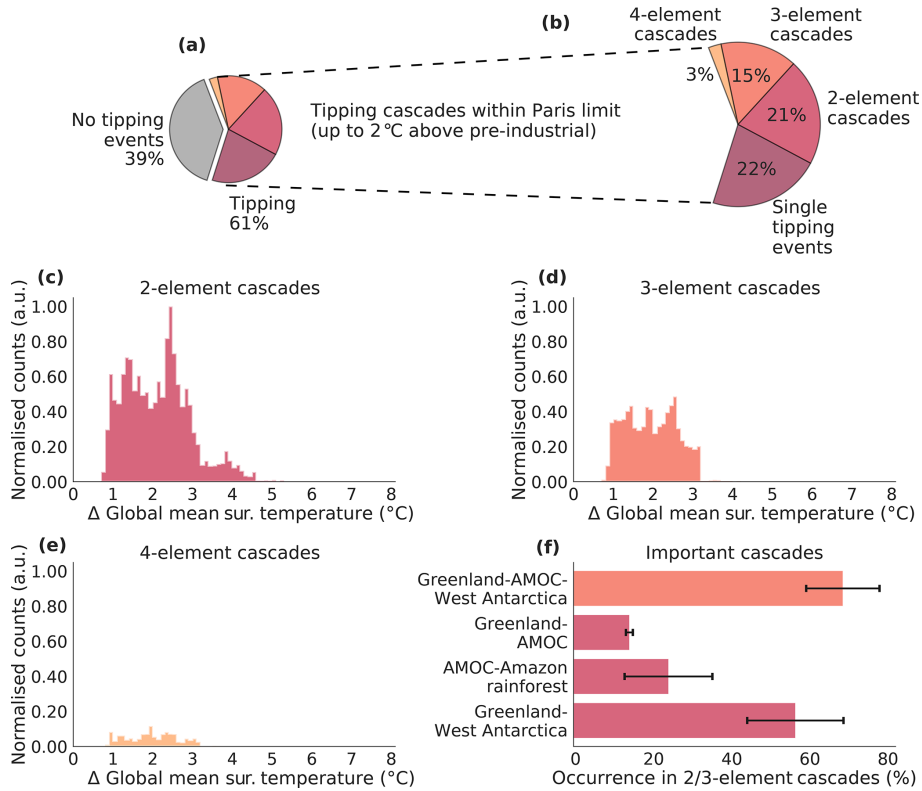 (a)
No tipping
events
39%
Tipping
61%
Tipping cascades within Paris limit
(up to 2°C above pre-industrial)
(b)
4-element
cascades
3-element
cascades
2-element
cascades
Single
tipping
events
3%
15%
21%
22%
(c)
2-element cascades
Normalised counts (a.u.)
1.00
0.80
0.60
0.40
0.20
0.00
0 1 2 3 4 5 6 7 8
Δ Global mean sur. temperature (°C)
(d)
3-element cascades
Normalised counts (a.u.)
1.00
0.80
0.60
0.40
0.20
0.00
0 1 2 3 4 5 6 7 8
Δ Global mean sur. temperature (°C)
(e)
4-element cascades
Normalised counts (a.u.)
1.00
0.80
0.60
0.40
0.20
0.00
0 1 2 3 4 5 6 7 8
Δ Global mean sur. temperature (°C)
(f)
Important cascades
Greenland-AMOC-
West Antarctica
Greenland-
AMOC
AMOC-Amazon
rainforest
Greenland-
West Antarctica
0 20 40 60 80
Occurrence in 2/3-element cascades (%)